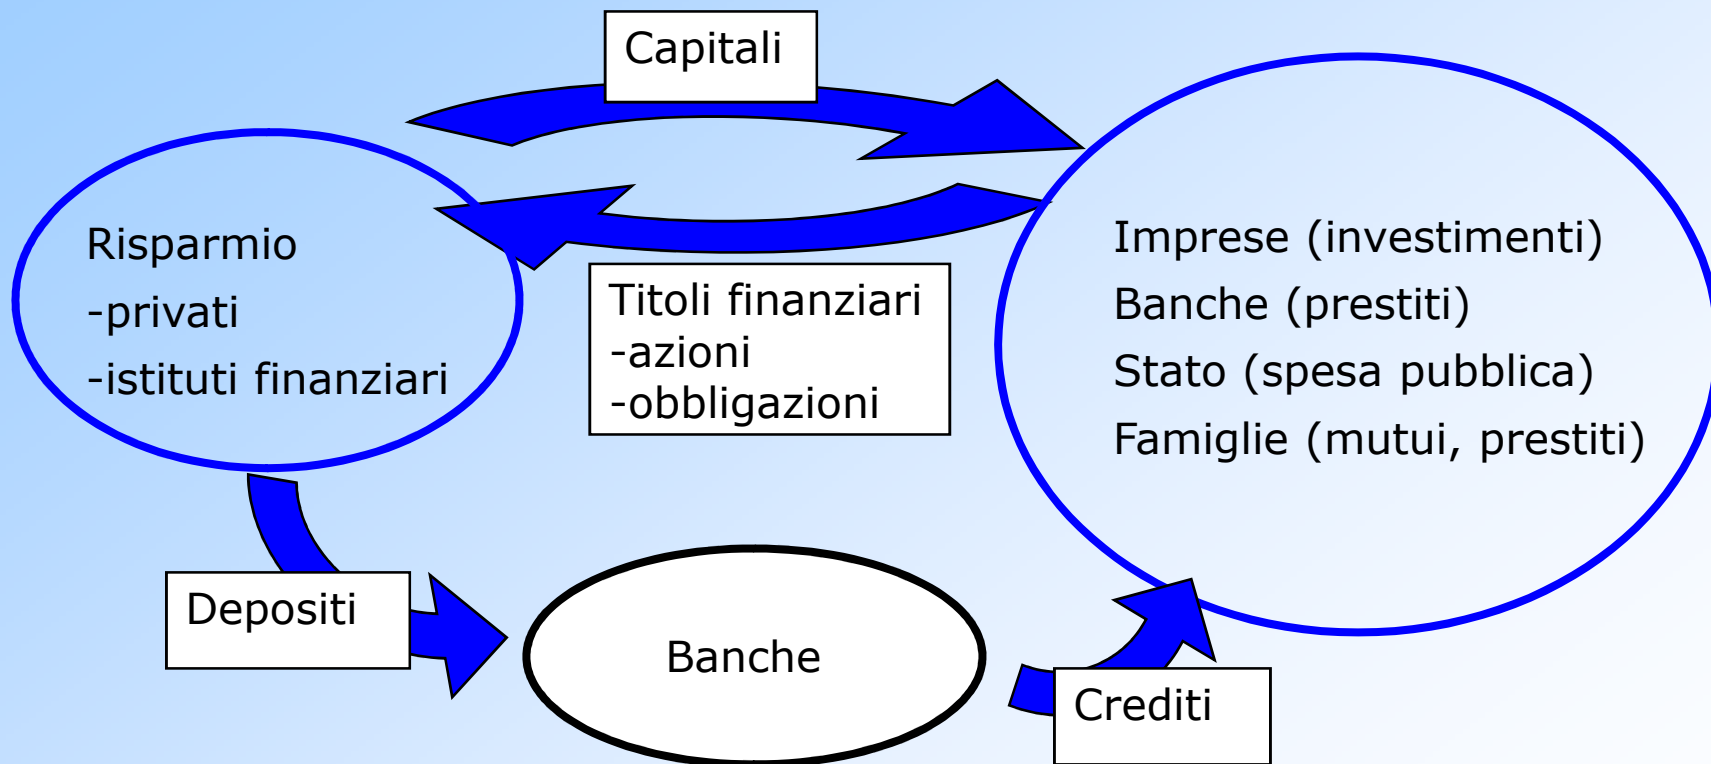 Capitali
Risparmio
-privati
-istituti finanziari
Titoli finanziari
-azioni
-obbligazioni
Imprese (investimenti)
Banche (prestiti)
Stato (spesa pubblica)
Famiglie (mutui, prestiti)
Depositi
Banche
Crediti